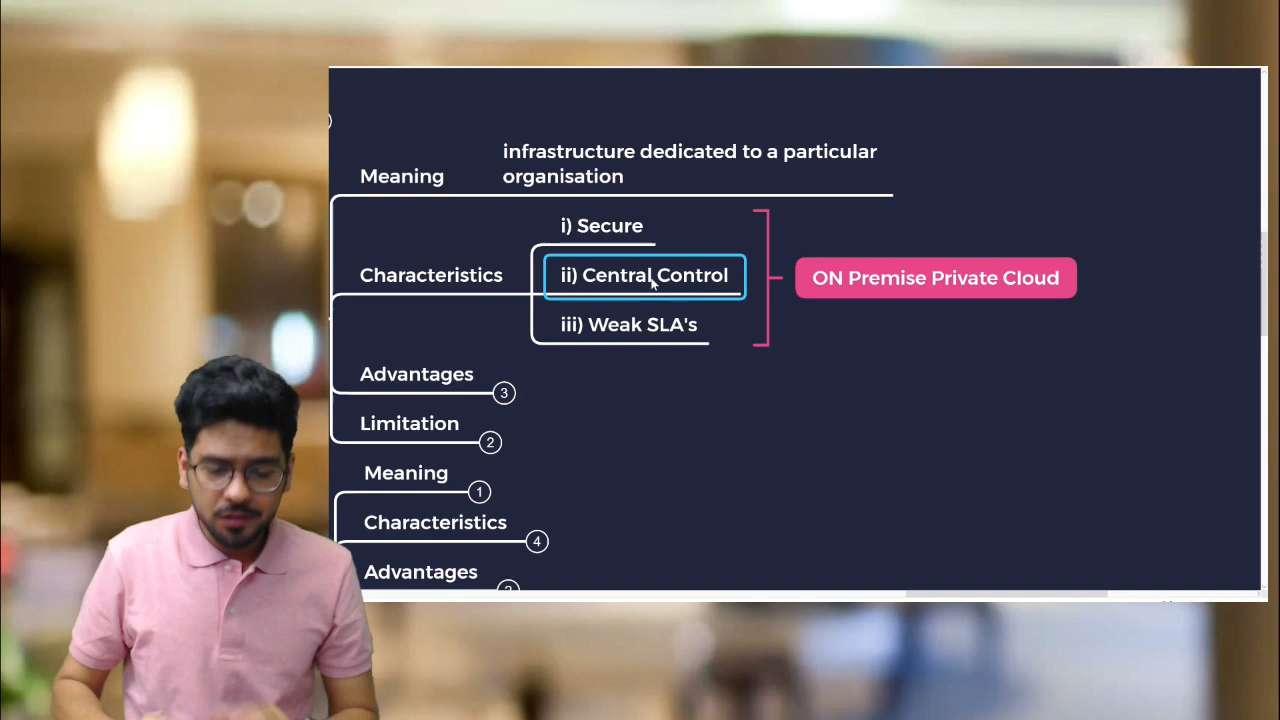 infrastructure dedicated to a particular
organisation
Meaning
i) Secure
Characteristics
ii) Central Control
iii) Weak SLA's
ON Premise Private Cloud
Advantages
3
Limitation
2
Meaning
1
Characteristics
4
Advantages